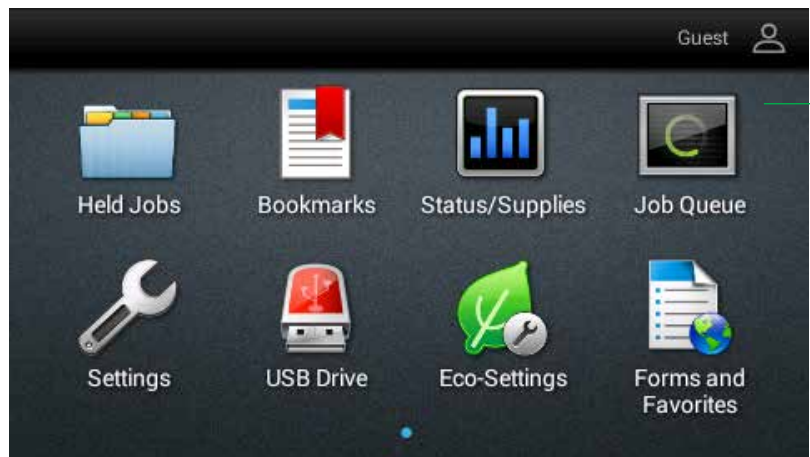 Guest
Held Jobs
Bookmarks
Status/Supplies
Job Queue
Settings
USB Drive
Eco-Settings
Forms and
Favorites